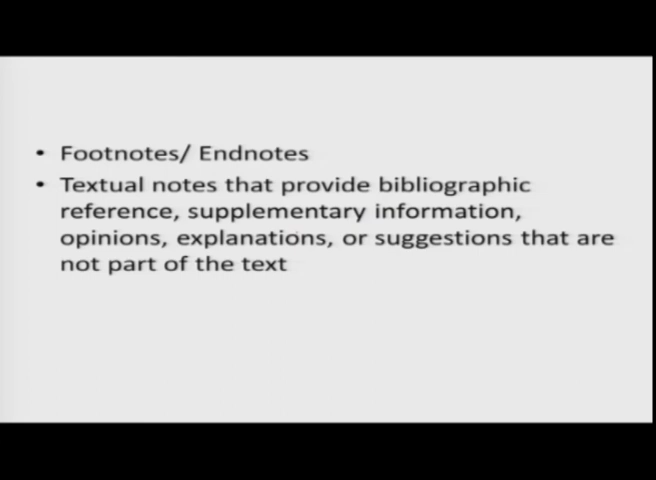 • Footnotes/ Endnotes
• Textual notes that provide bibliographic
reference, supplementary information,
opinions, explanations, or suggestions that are
not part of the text